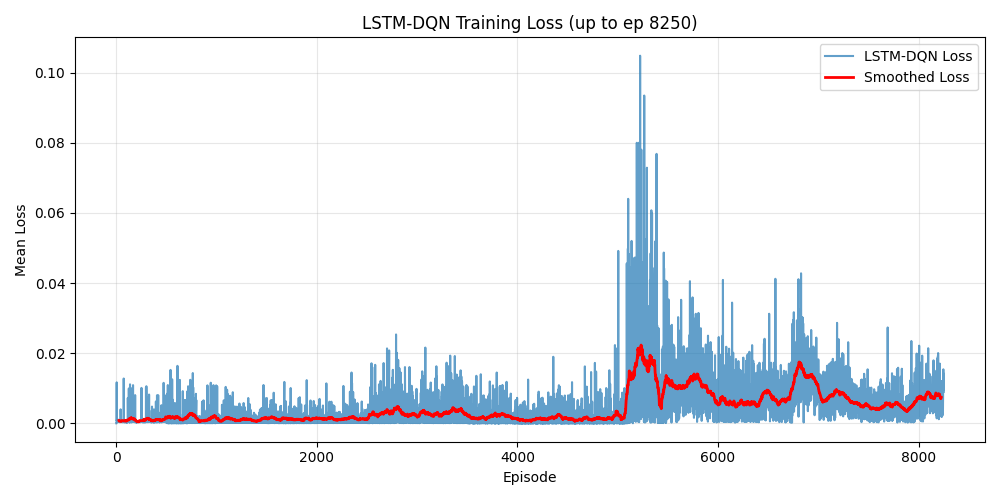 LSTM-DQN Training Loss (up to ep 8250)
LSTM-DQN Loss
Smoothed Loss
Mean Loss
0.10
0.08
0.06
0.04
0.02
0.00
0 2000 4000 6000 8000
Episode